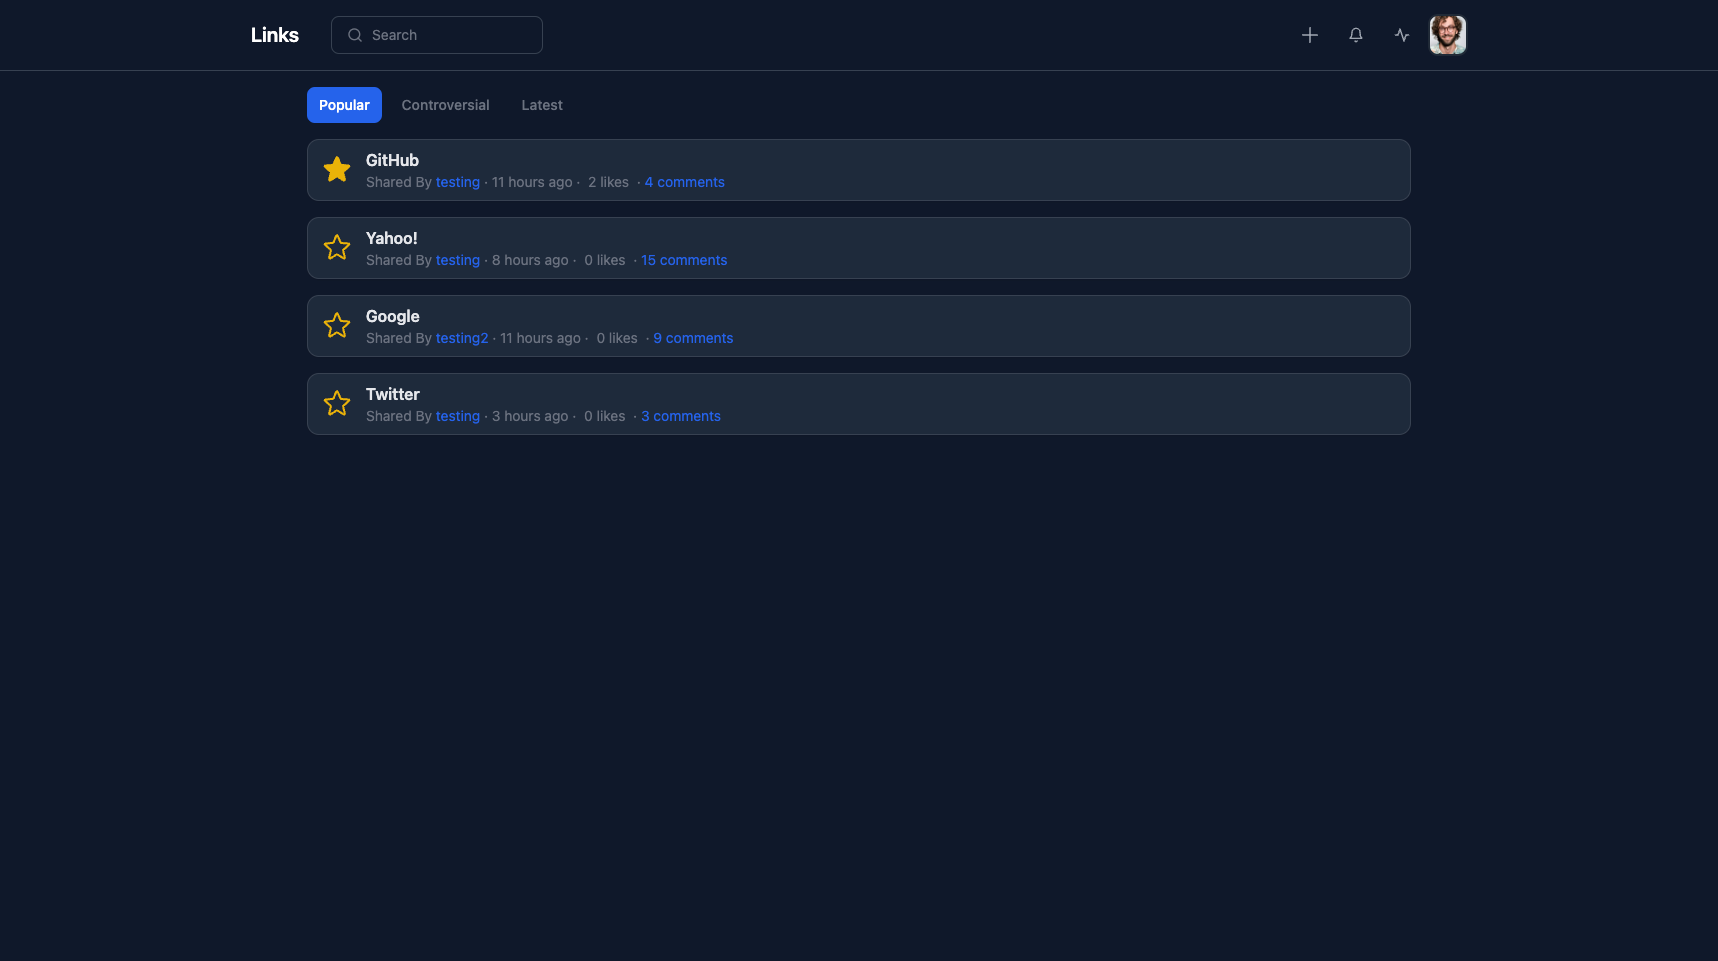 Links
Search
Popular
Controversial
Latest
GitHub
Shared By testing · 11 hours ago · 2 likes · 4 comments
Yahoo!
Shared By testing · 8 hours ago · 0 likes · 15 comments
Google
Shared By testing2 · 11 hours ago · 0 likes · 9 comments
Twitter
Shared By testing · 3 hours ago · 0 likes · 3 comments